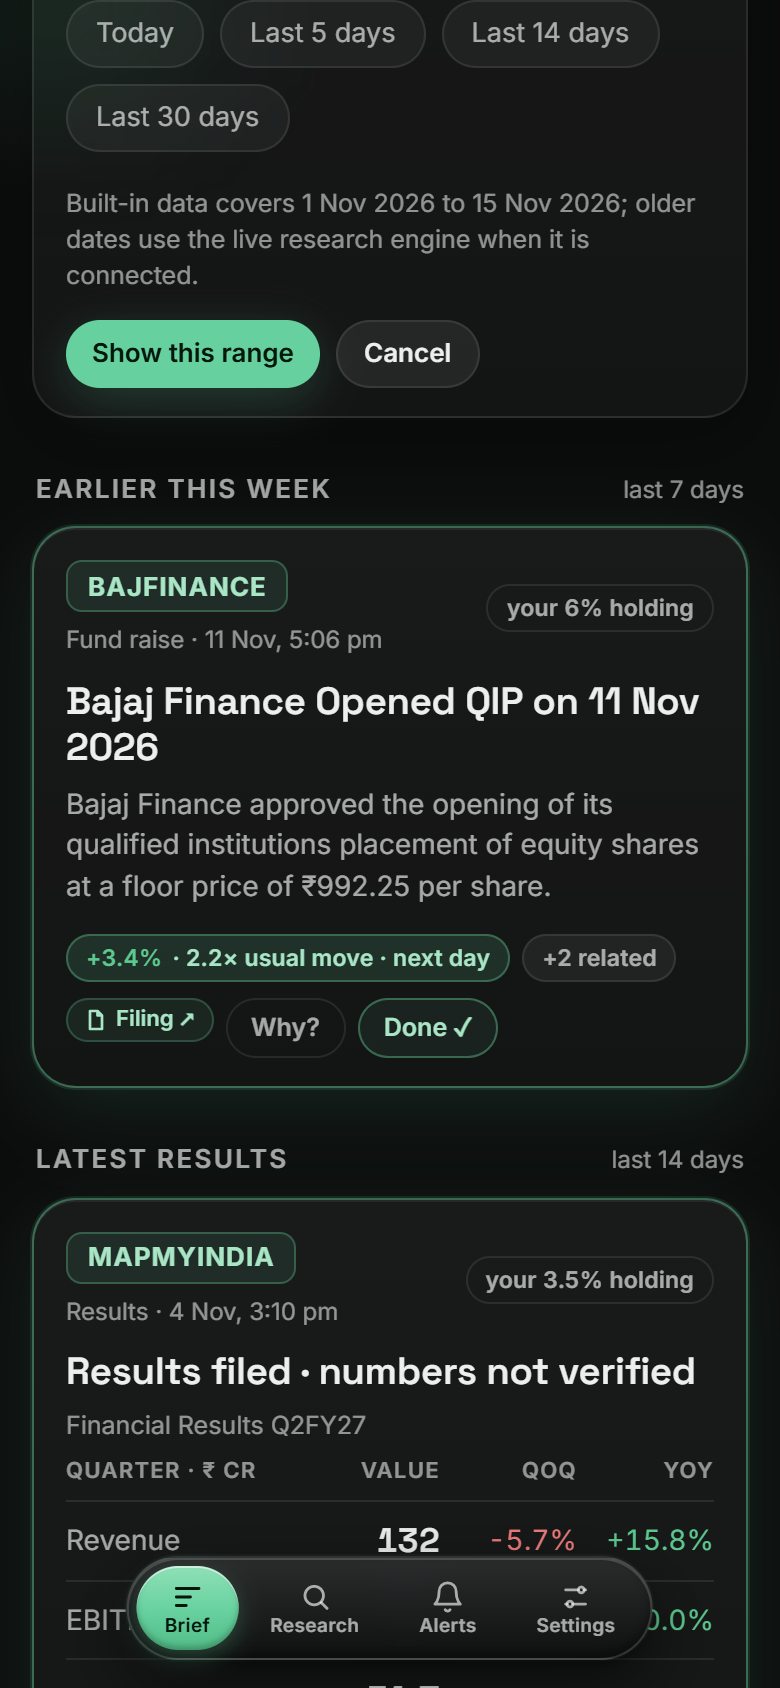 Today Last 5 days Last 14 days
Last 30 days
Built-in data covers 1 Nov 2026 to 15 Nov 2026; older
dates use the live research engine when it is
connected.
Show this range Cancel
EARLIER THIS WEEK last 7 days
BAJFINANCE
your 6% holding
Fund raise · 11 Nov, 5:06 pm
Bajaj Finance Opened QIP on 11 Nov
2026
Bajaj Finance approved the opening of its
qualified institutions placement of equity shares
at a floor price of ₹992.25 per share.
+3.4% · 2.2× usual move · next day +2 related
Filing ↗ Why? Done ✓
LATEST RESULTS last 14 days
MAPMYINDIA
your 3.5% holding
Results · 4 Nov, 3:10 pm
Results filed · numbers not verified
Financial Results Q2FY27
QUARTER · ₹ CR VALUE QOQ YOY
Revenue 132 -5.7% +15.8%
Brief Research Alerts Settings